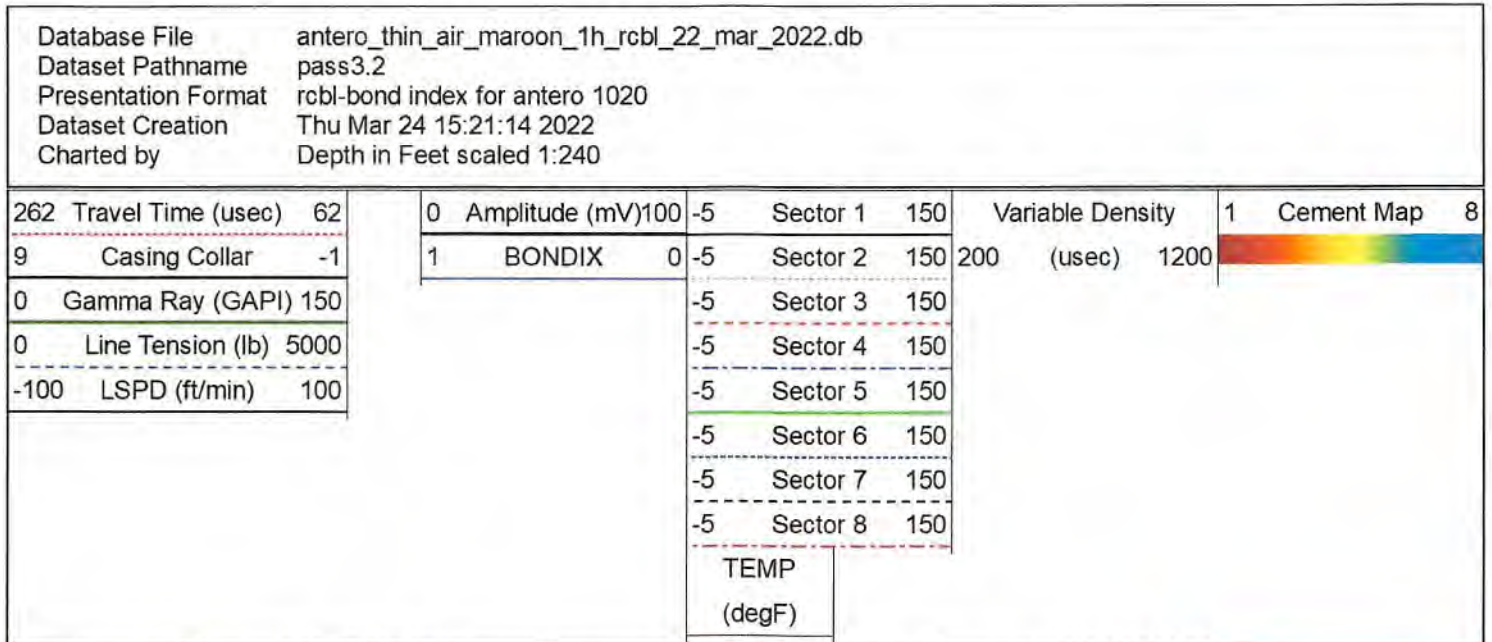 Database File antero_thin_air_maroon_1h_rcbl_22_mar_2022.db
Dataset Pathname pass3.2
Presentation Format rcbl-bond index for antero 1020
Dataset Creation Thu Mar 24 15:21:14 2022
Charted by Depth in Feet scaled 1:240
262 Travel Time (usec) 62
9 Casing Collar -1
0 Gamma Ray (GAPI) 150
0 Line Tension (lb) 5000
-100 LSPD (ft/min) 100
0 Amplitude (mV) 100
1 BONDIX 0
-5 Sector 1 150
-5 Sector 2 150
-5 Sector 3 150
-5 Sector 4 150
-5 Sector 5 150
-5 Sector 6 150
-5 Sector 7 150
-5 Sector 8 150
TEMP
(degF)
Variable Density
200 (usec) 1200
1 Cement Map 8